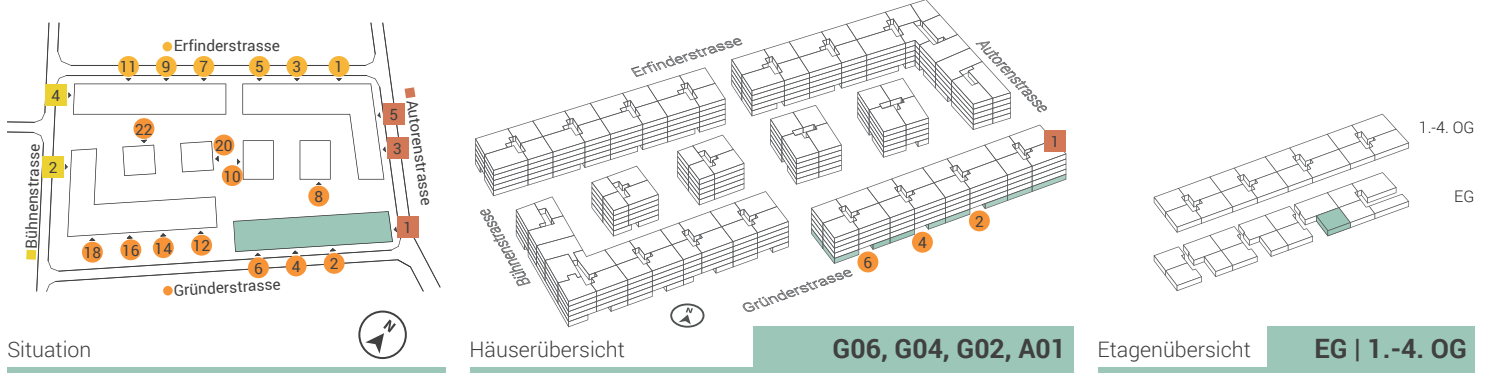 Erfinderstrasse
11 9 7 5 3 1
4
5
Autorenstrasse
22
20
3
2
10
8
Bühnenstrasse
1
18 16 14 12
6 4 2
Gründerstrasse
N
Situation
Erfinderstrasse
Autorenstrasse
1
2
4
6
Bühnenstrasse
Gründerstrasse
N
Häuserübersicht
G06, G04, G02, A01
1.-4. OG
EG
Etagenübersicht
EG | 1.-4. OG